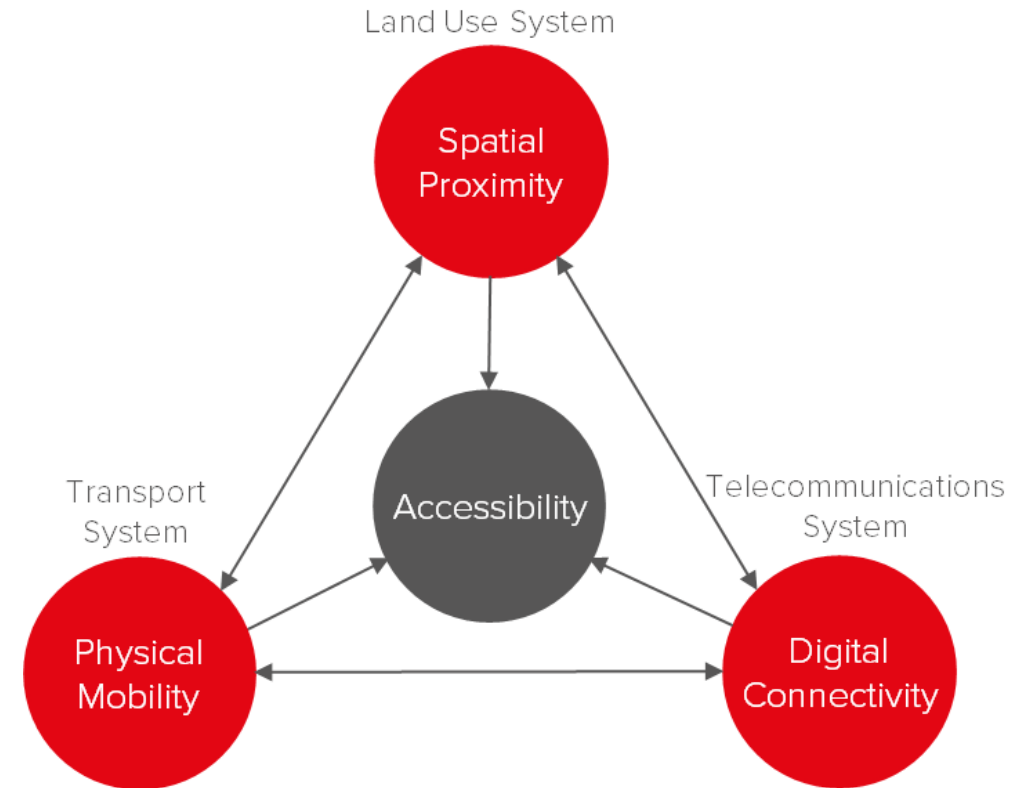 Land Use System
Spatial
Proximity
Accessibility
Transport
System
Telecommunications
System
Physical
Mobility
Digital
Connectivity